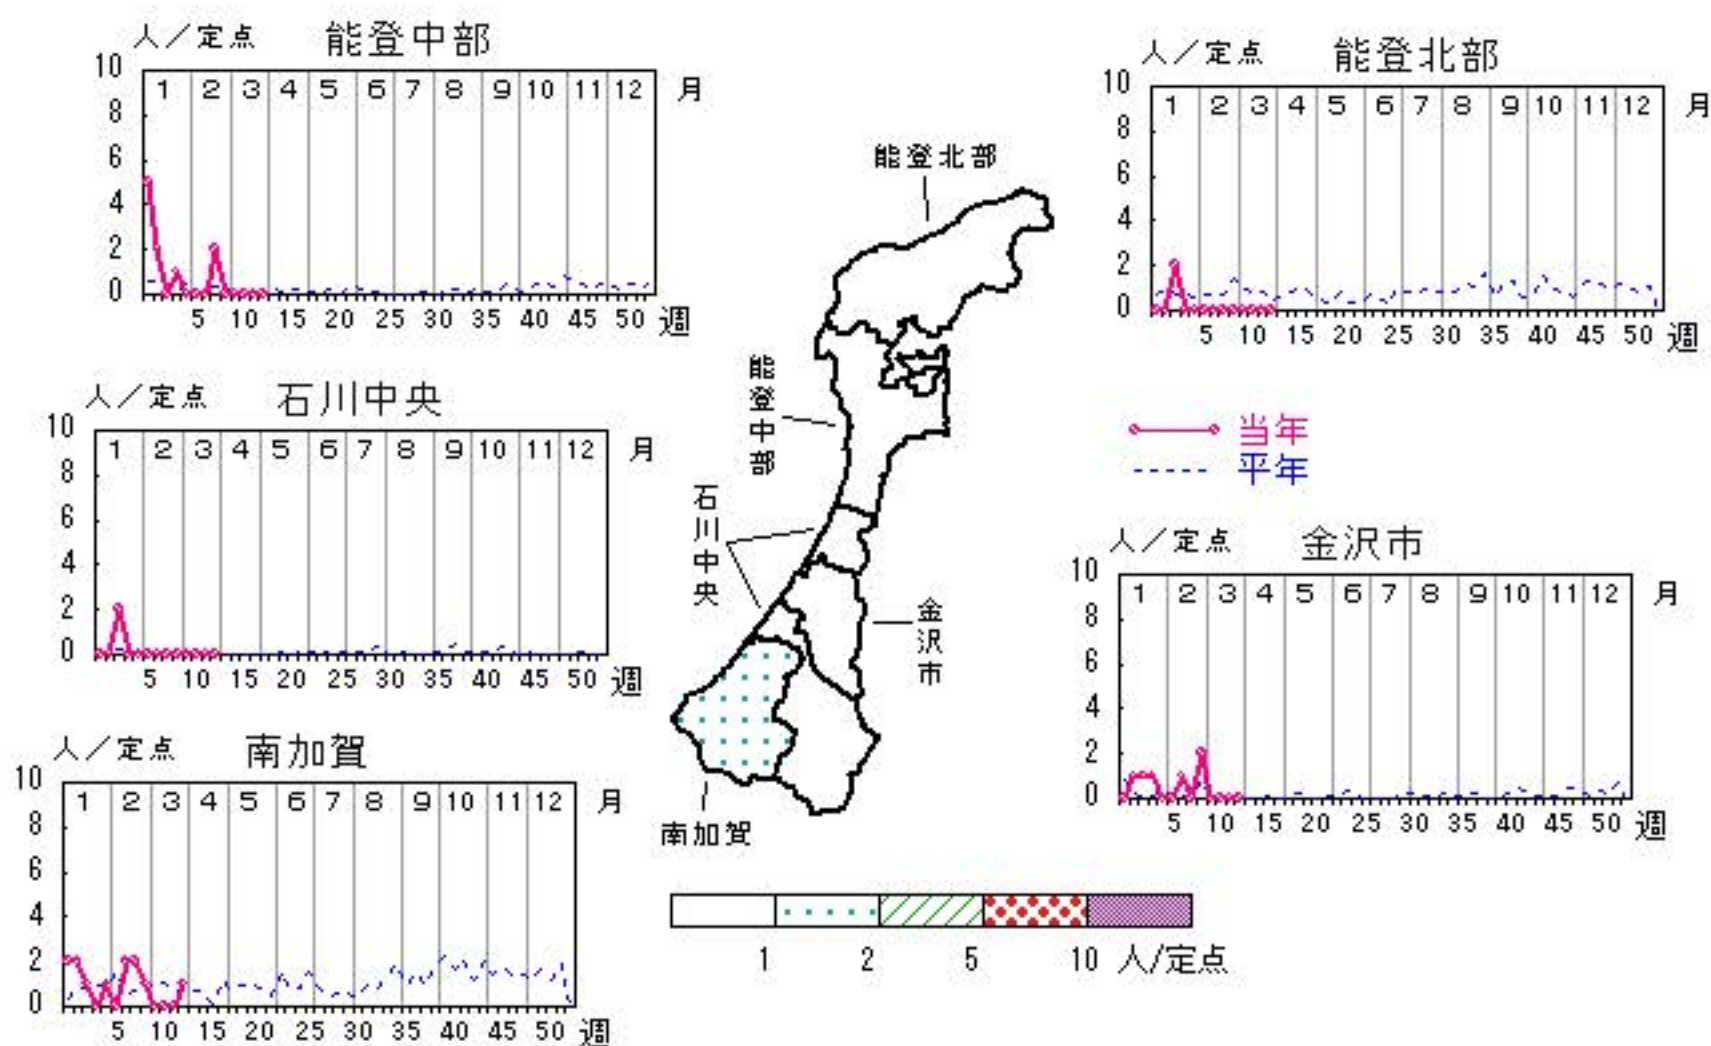 人／定点 能登中部
10 8 6 4 2 0
1 2 3 4 5 6 7 8 9 10 11 12 月
5 10 15 20 25 30 35 40 45 50 週
人／定点 能登北部
10 8 6 4 2 0
1 2 3 4 5 6 7 8 9 10 11 12 月
5 10 15 20 25 30 35 40 45 50 週
人／定点 石川中央
10 8 6 4 2 0
1 2 3 4 5 6 7 8 9 10 11 12 月
5 10 15 20 25 30 35 40 45 50 週
能登北部
能登中部
石川中央
金沢市
南加賀
当年
平年
人／定点 金沢市
10 8 6 4 2 0
1 2 3 4 5 6 7 8 9 10 11 12 月
5 10 15 20 25 30 35 40 45 50 週
人／定点 南加賀
10 8 6 4 2 0
1 2 3 4 5 6 7 8 9 10 11 12 月
5 10 15 20 25 30 35 40 45 50 週
1 2 5 10 人/定点